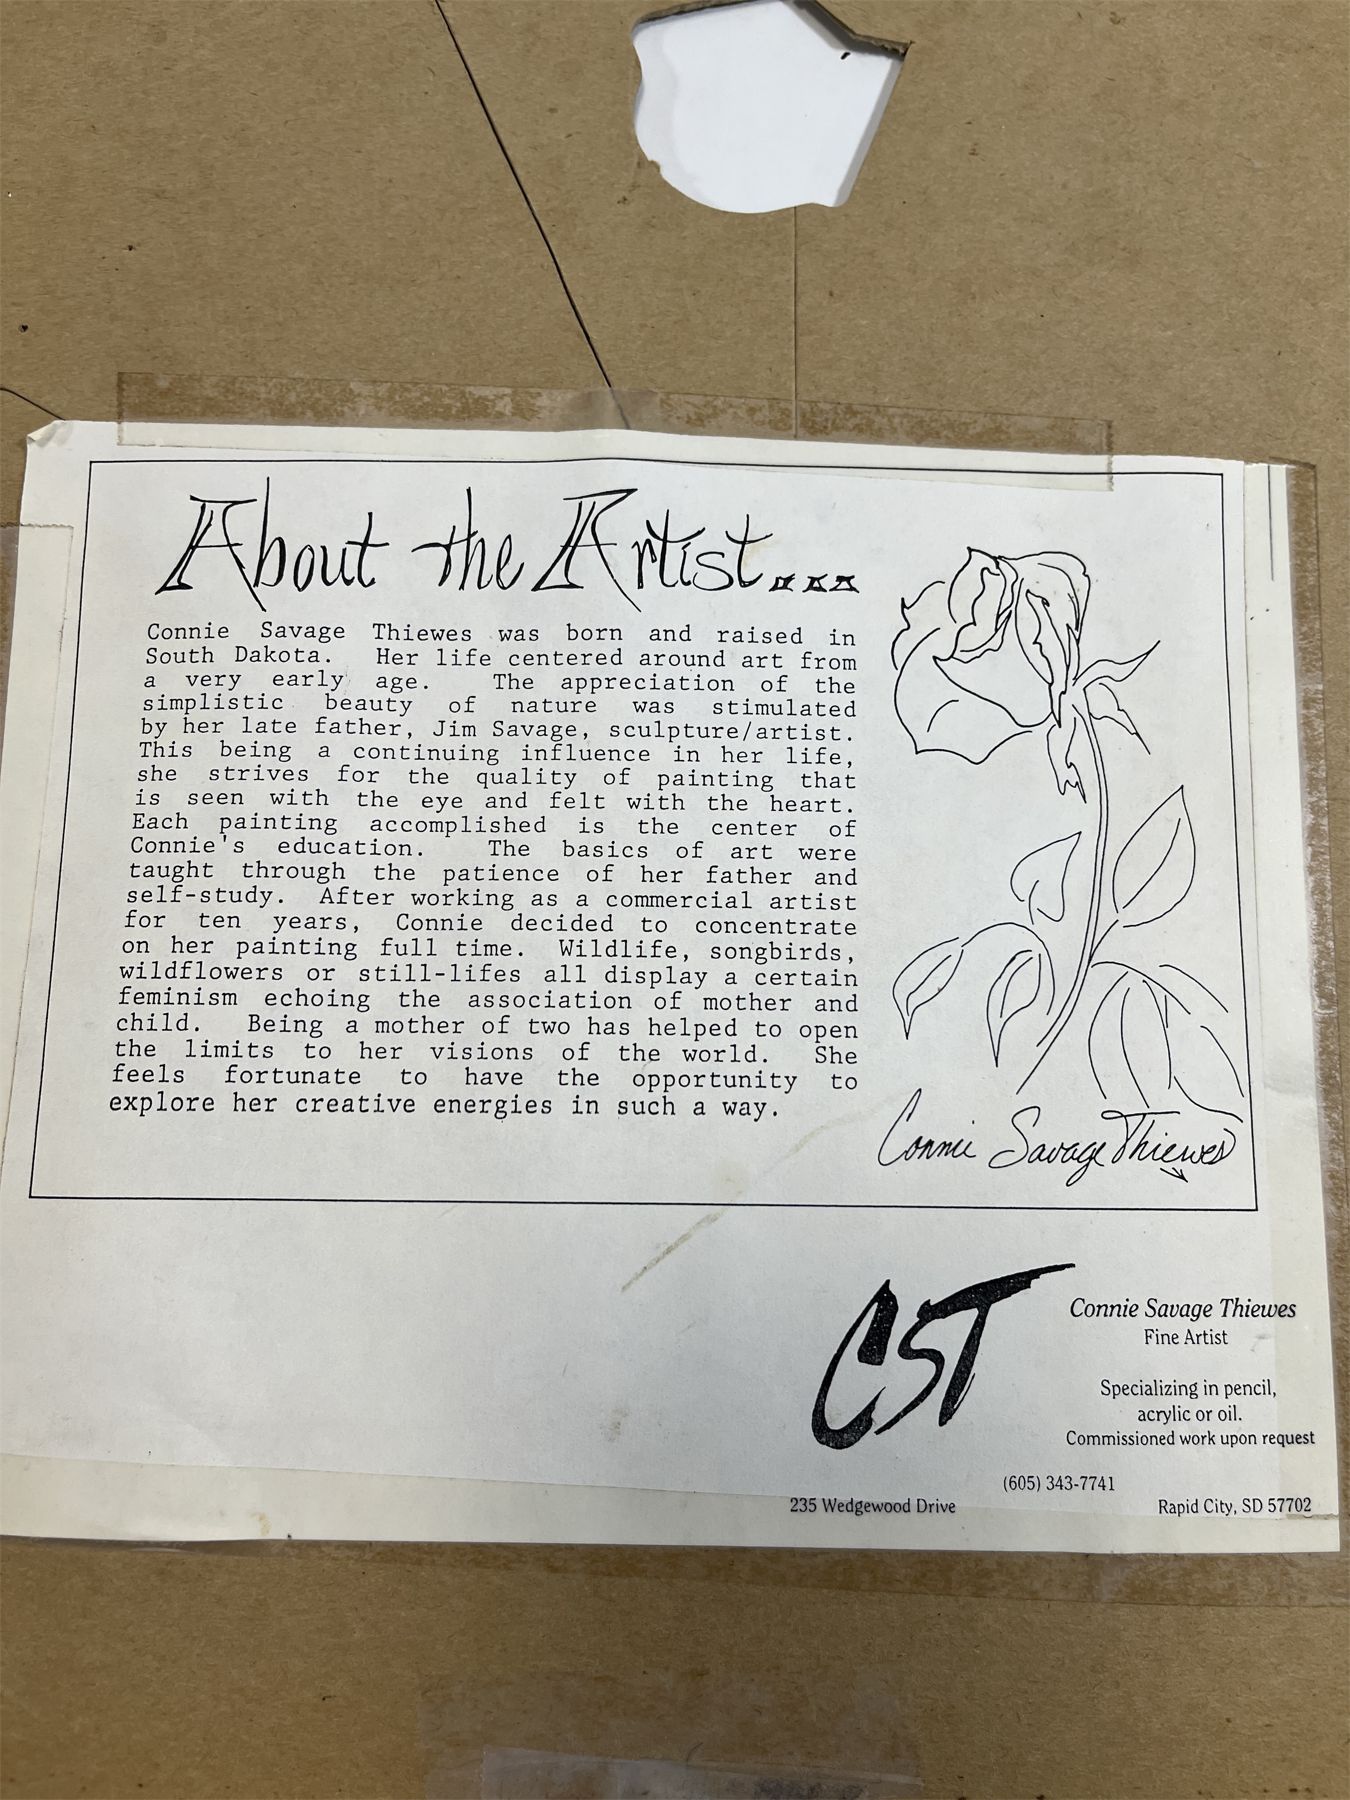 About the Artist...
Connie Savage Thiewes was born and raised in
South Dakota. Her life centered around art from
a very early age. The appreciation of the
simplistic beauty of nature was stimulated
by her late father, Jim Savage, sculpture/artist.
This being a continuing influence in her life,
she strives for the quality of painting that
is seen with the eye and felt with the heart.
Each painting accomplished is the center of
Connie's education. The basics of art were
taught through the patience of her father and
self-study. After working as a commercial artist
for ten years, Connie decided to concentrate
on her painting full time. Wildlife, songbirds,
wildflowers or still-lifes all display a certain
feminism echoing the association of mother and
child. Being a mother of two has helped to open
the limits to her visions of the world. She
feels fortunate to have the opportunity to
explore her creative energies in such a way.
Connie Savage Thiewes
CST
Connie Savage Thiewes
Fine Artist
Specializing in pencil,
acrylic or oil.
Commissioned work upon request
(605) 343-7741
235 Wedgewood Drive Rapid City, SD 57702